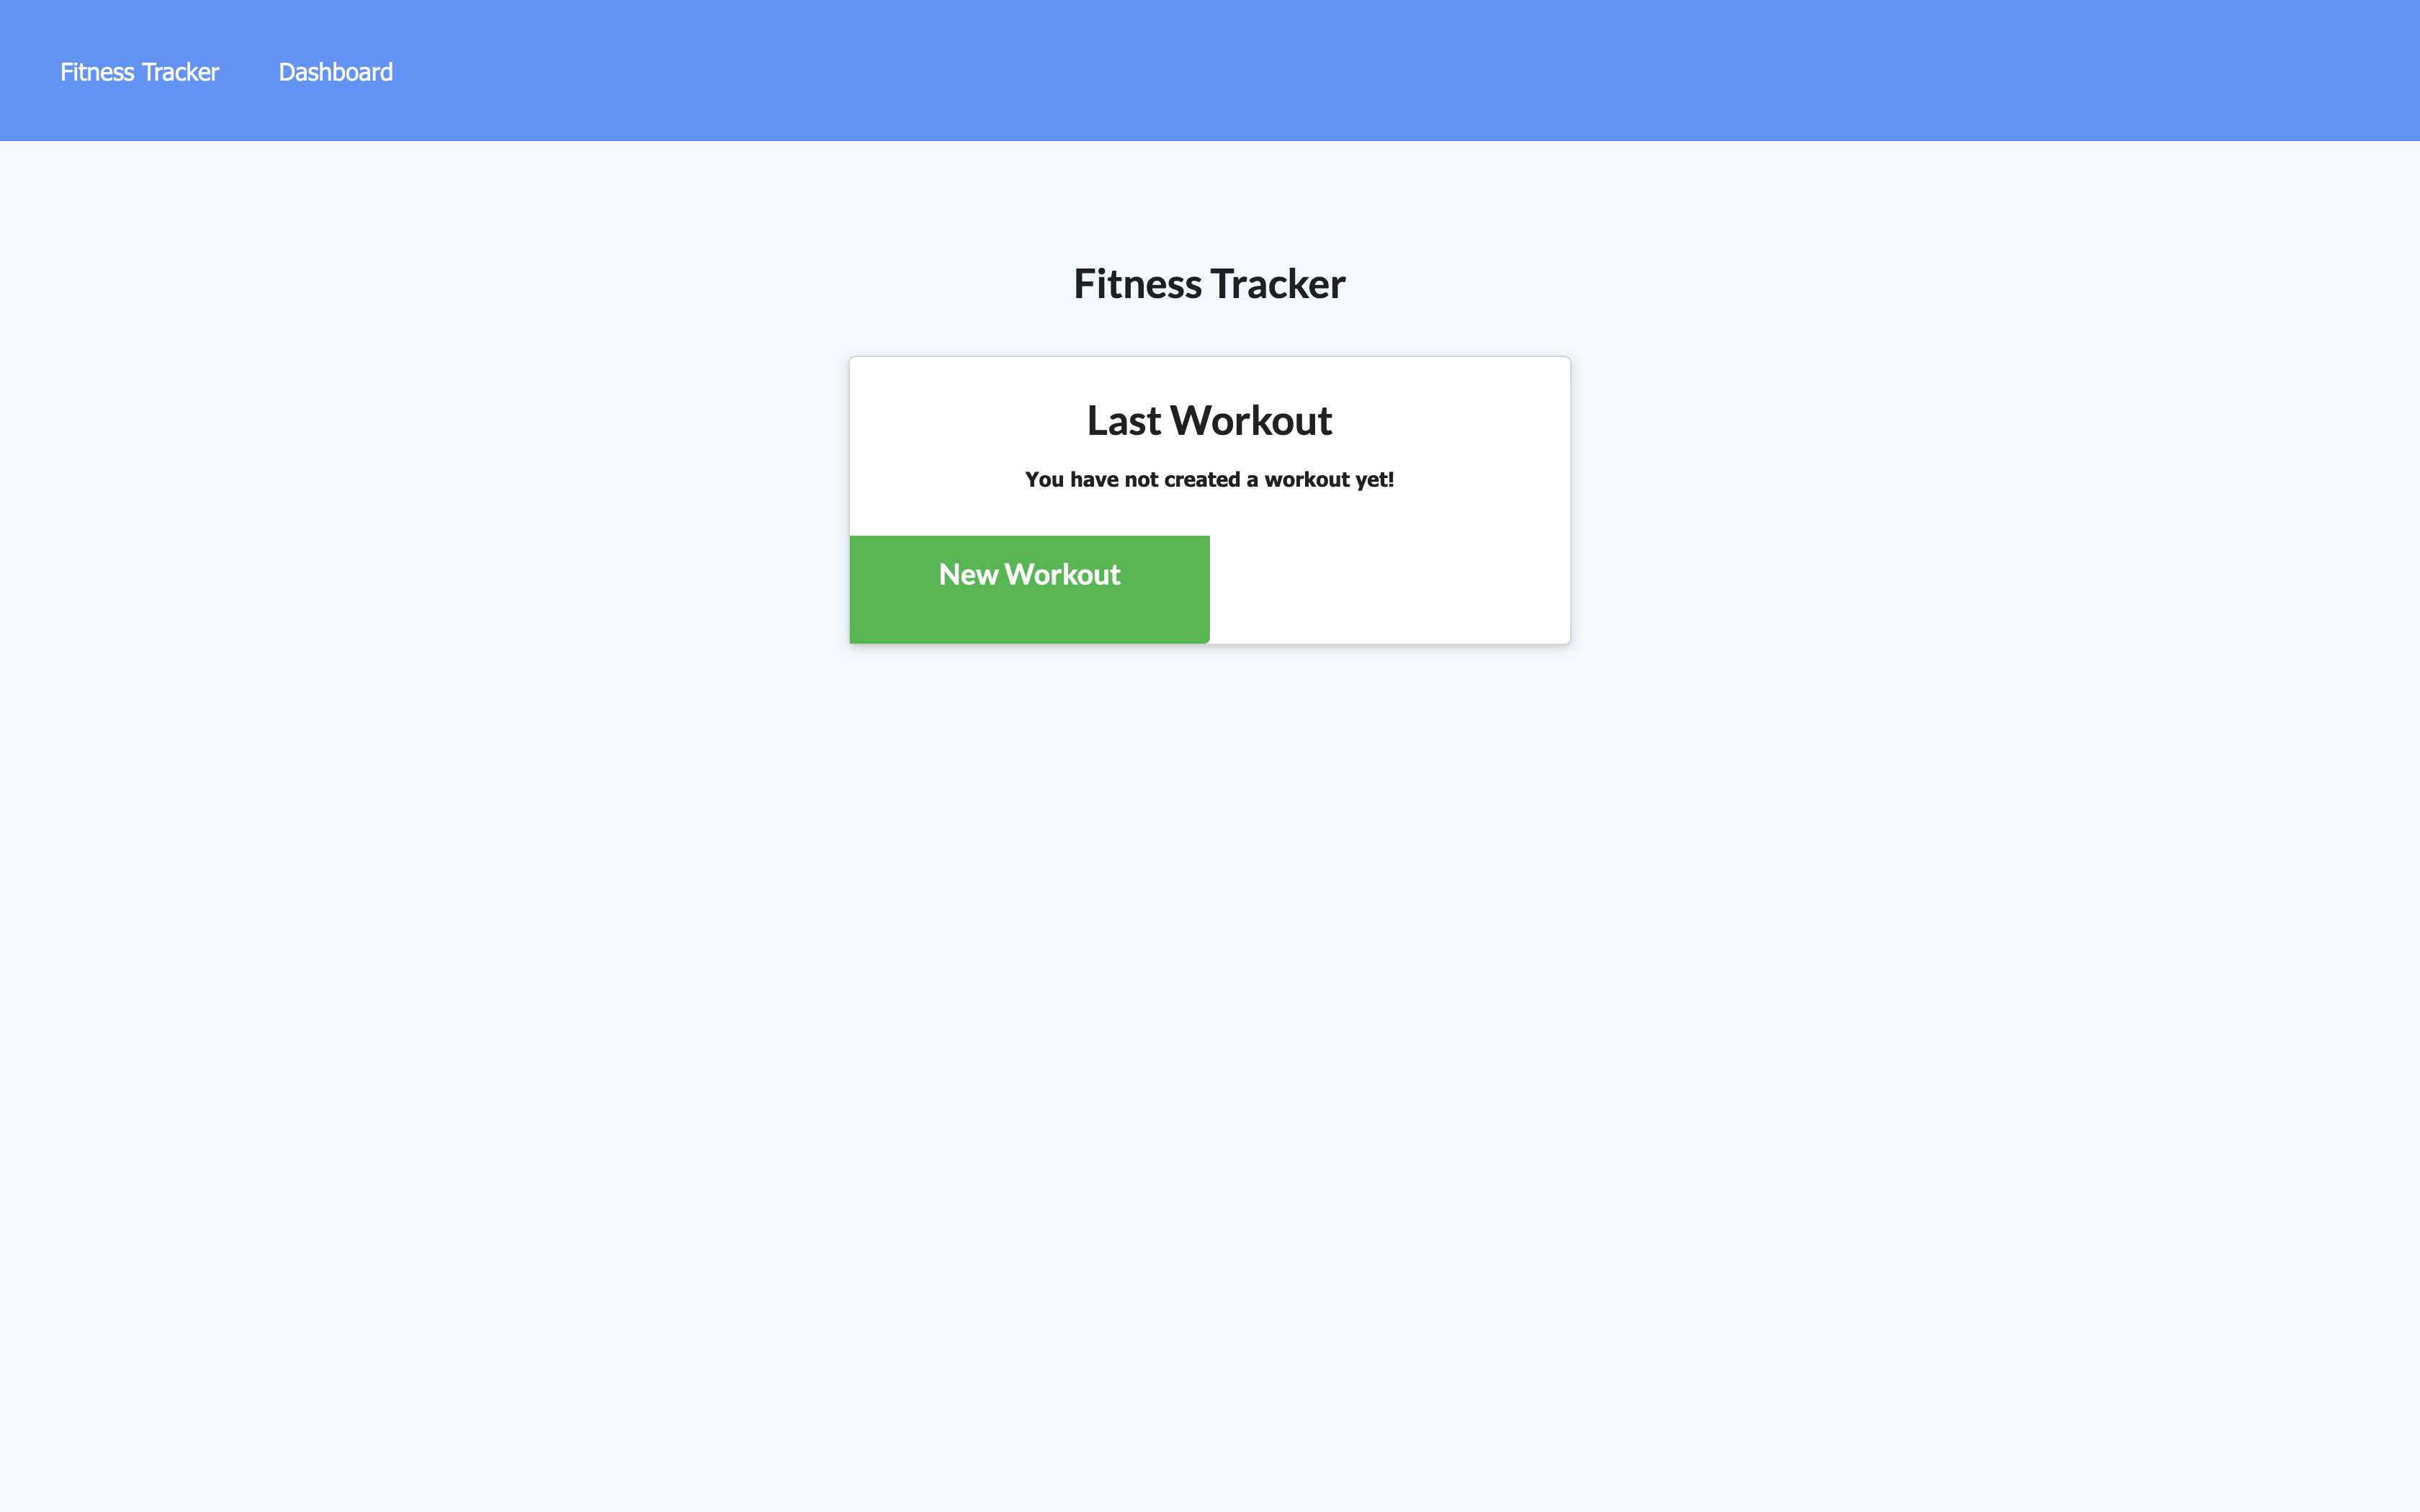 Fitness Tracker Dashboard
Fitness Tracker
Last Workout
You have not created a workout yet!
New Workout